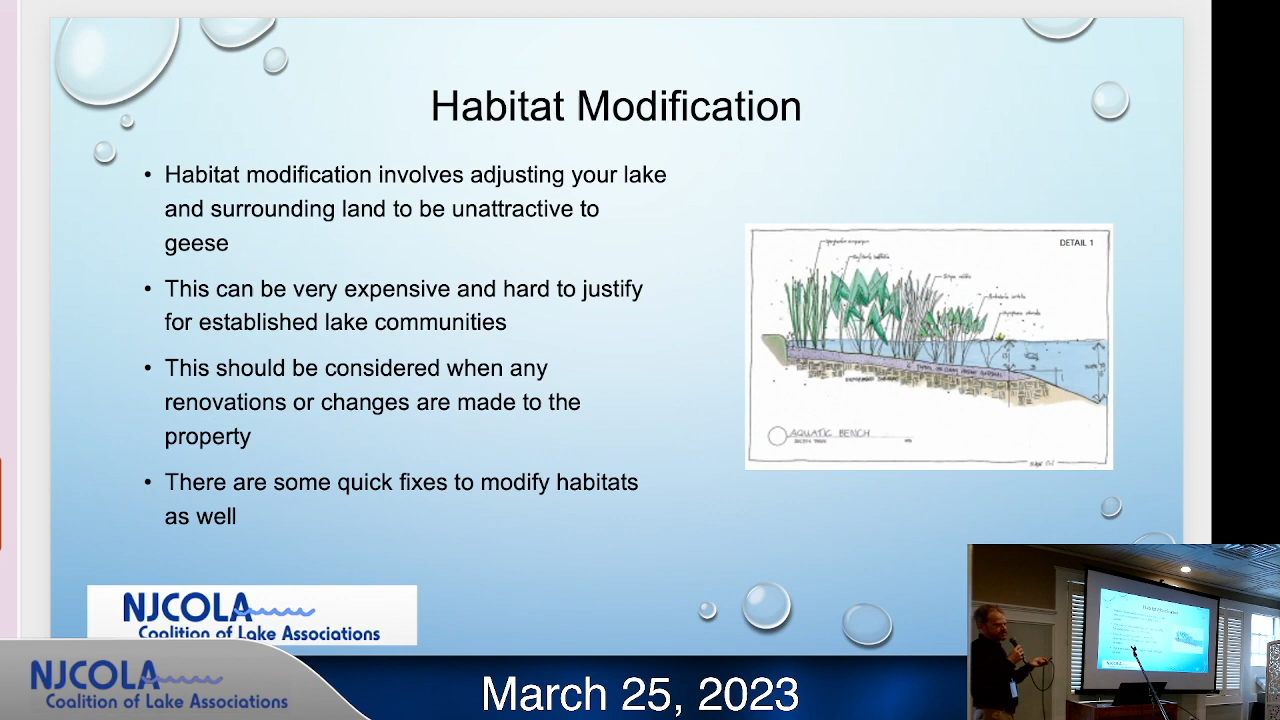 Habitat Modification
• Habitat modification involves adjusting your lake
and surrounding land to be unattractive to
geese
• This can be very expensive and hard to justify
for established lake communities
• This should be considered when any
renovations or changes are made to the
property
• There are some quick fixes to modify habitats
as well
DETAIL 1
AQUATIC BENCH
NJCOLA
Coalition of Lake Associations
NJCOLA
Coalition of Lake Associations
March 25, 2023
Habitat Modification